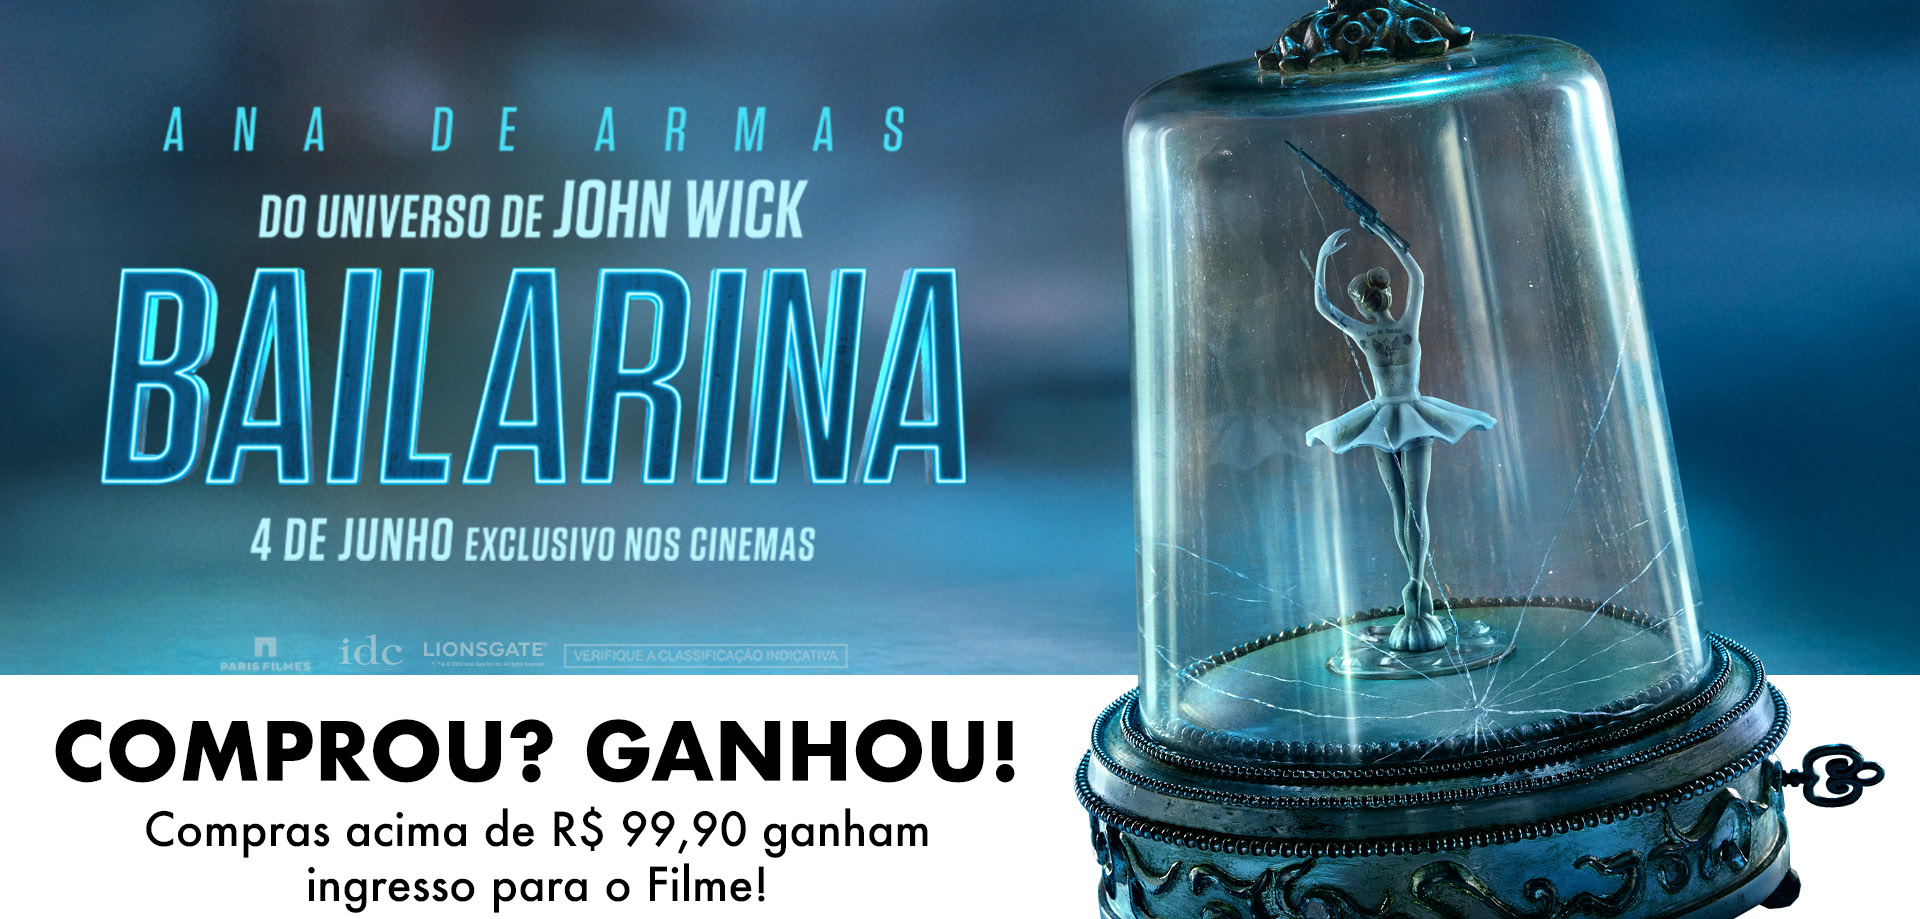 ANA DE ARMAS
DO UNIVERSO DE JOHN WICK
BAILARINA
4 DE JUNHO EXCLUSIVO NOS CINEMAS
PARIS FILMES
idc
LIONSGATE
VERIFIQUE A CLASSIFICAÇÃO INDICATIVA
COMPROU? GANHOU!
Compras acima de R$ 99,90 ganham
ingresso para o Filme!